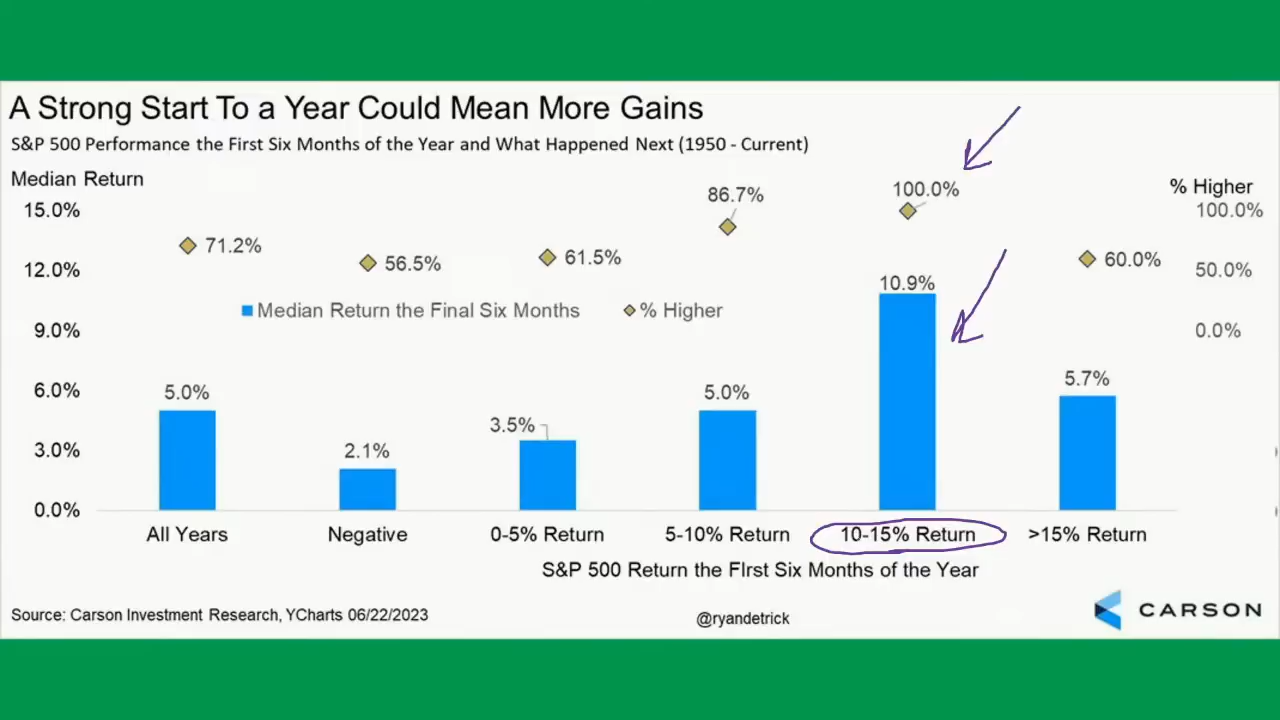 A Strong Start To a Year Could Mean More Gains
S&P 500 Performance the First Six Months of the Year and What Happened Next (1950 - Current)
Median Return
% Higher
15.0%
12.0%
9.0%
6.0%
3.0%
0.0%
71.2%
56.5%
61.5%
86.7%
100.0%
60.0%
100.0%
50.0%
0.0%
Median Return the Final Six Months
% Higher
5.0%
2.1%
3.5%
5.0%
10.9%
5.7%
All Years
Negative
0-5% Return
5-10% Return
10-15% Return
>15% Return
S&P 500 Return the FIrst Six Months of the Year
Source: Carson Investment Research, YCharts 06/22/2023
@ryandetrick
CARSON